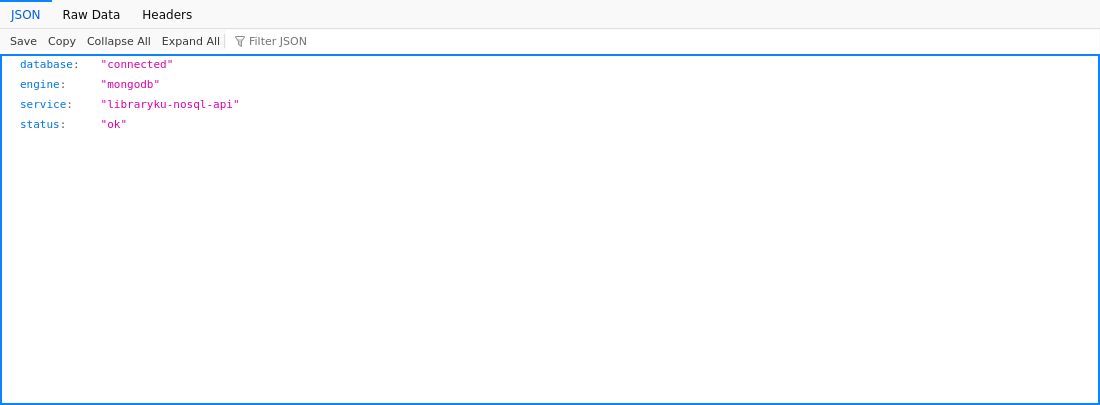 JSON Raw Data Headers
Save Copy Collapse All Expand All Filter JSON
database: "connected"
engine: "mongodb"
service: "libraryku-nosql-api"
status: "ok"